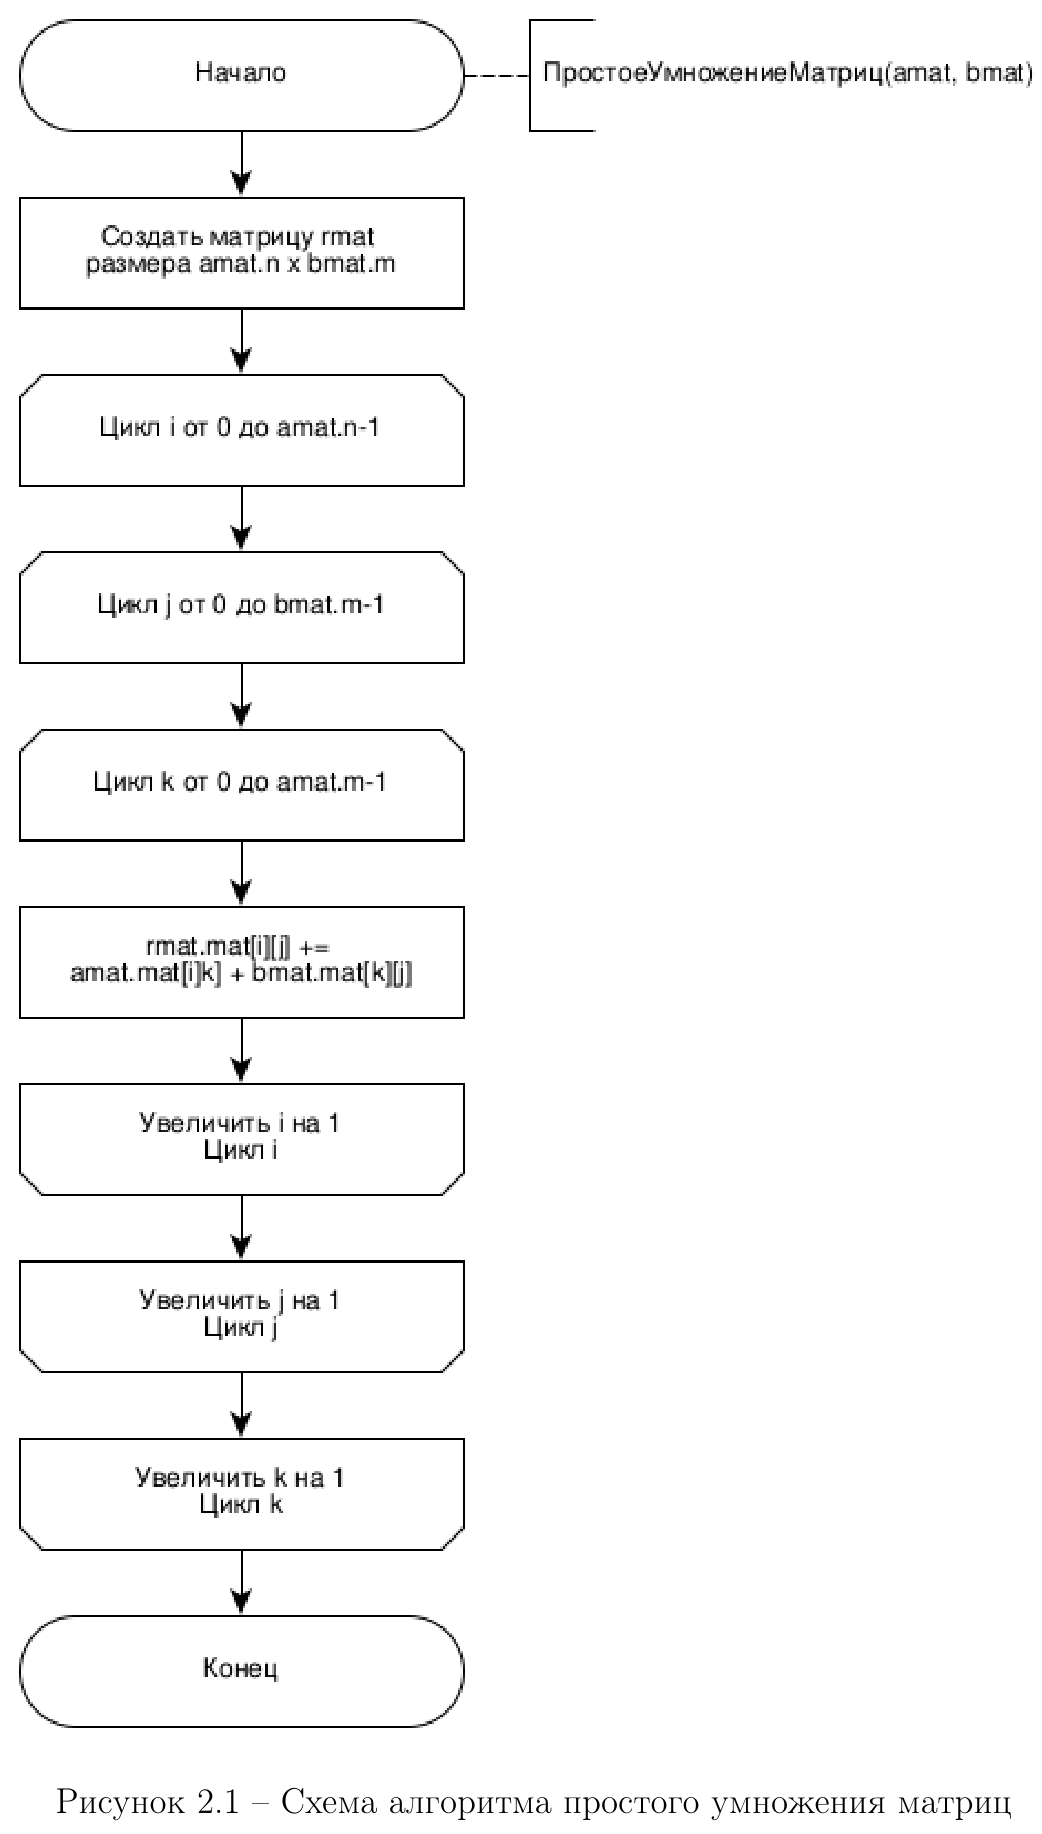 Начало
ПростоеУмножениеМатриц(amat, bmat)
Создать матрицу rmat
размера amat.n x bmat.m
Цикл i от 0 до amat.n-1
Цикл j от 0 до bmat.m-1
Цикл k от 0 до amat.m-1
rmat.mat[i][j] +=
amat.mat[i]k] + bmat.mat[k][j]
Увеличить i на 1
Цикл i
Увеличить j на 1
Цикл j
Увеличить k на 1
Цикл k
Конец
Рисунок 2.1 – Схема алгоритма простого умножения матриц